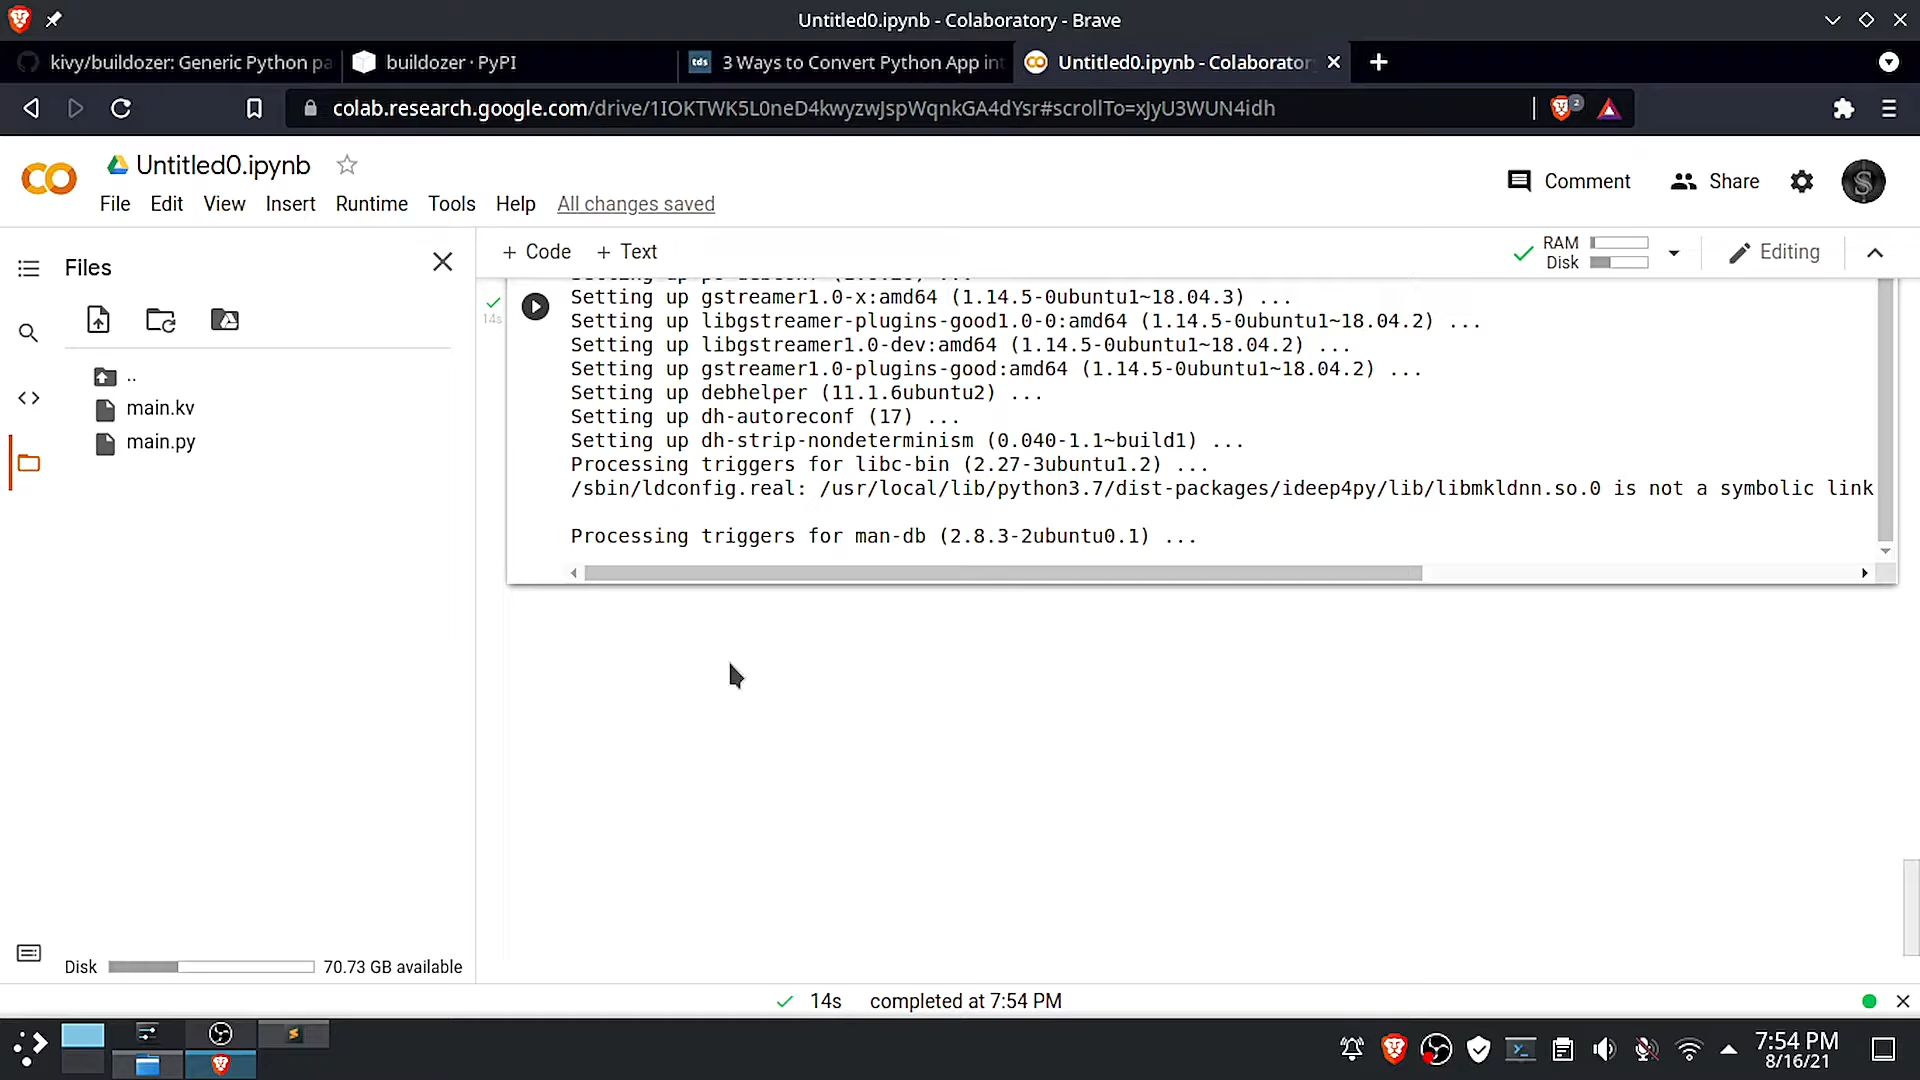 Untitled0.ipynb - Colaboratory - Brave
kivy/buildozer: Generic Python pa
buildozer · PyPI
tds 3 Ways to Convert Python App int
Untitled0.ipynb - Colaborator
colab.research.google.com/drive/1IOKTWK5L0neD4kwyzwJspWqnkGA4dYsr#scrollTo=xJyU3WUN4idh
2
Untitled0.ipynb
Comment
Share
File Edit View Insert Runtime Tools Help All changes saved
Files
+ Code + Text
RAM
Disk
Editing
14s
Setting up gstreamer1.0-x:amd64 (1.14.5-0ubuntu1~18.04.3) ...
Setting up libgstreamer-plugins-good1.0-0:amd64 (1.14.5-0ubuntu1~18.04.2) ...
Setting up libgstreamer1.0-dev:amd64 (1.14.5-0ubuntu1~18.04.2) ...
Setting up gstreamer1.0-plugins-good:amd64 (1.14.5-0ubuntu1~18.04.2) ...
Setting up debhelper (11.1.6ubuntu2) ...
Setting up dh-autoreconf (17) ...
Setting up dh-strip-nondeterminism (0.040-1.1~build1) ...
Processing triggers for libc-bin (2.27-3ubuntu1.2) ...
/sbin/ldconfig.real: /usr/local/lib/python3.7/dist-packages/ideep4py/lib/libmkldnn.so.0 is not a symbolic link
Processing triggers for man-db (2.8.3-2ubuntu0.1) ...
..
main.kv
main.py
Disk 70.73 GB available
14s completed at 7:54 PM
7:54 PM
8/16/21